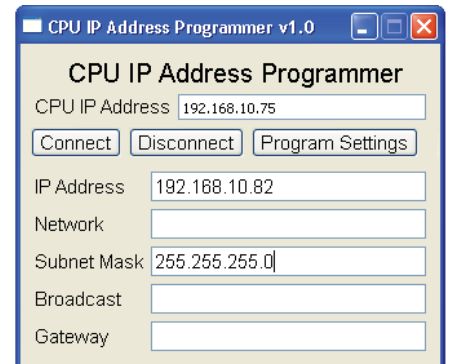 CPU IP Address Programmer v1.0
CPU IP Address Programmer
CPU IP Address 192.168.10.75
Connect Disconnect Program Settings
IP Address 192.168.10.82
Network
Subnet Mask 255.255.255.0
Broadcast
Gateway